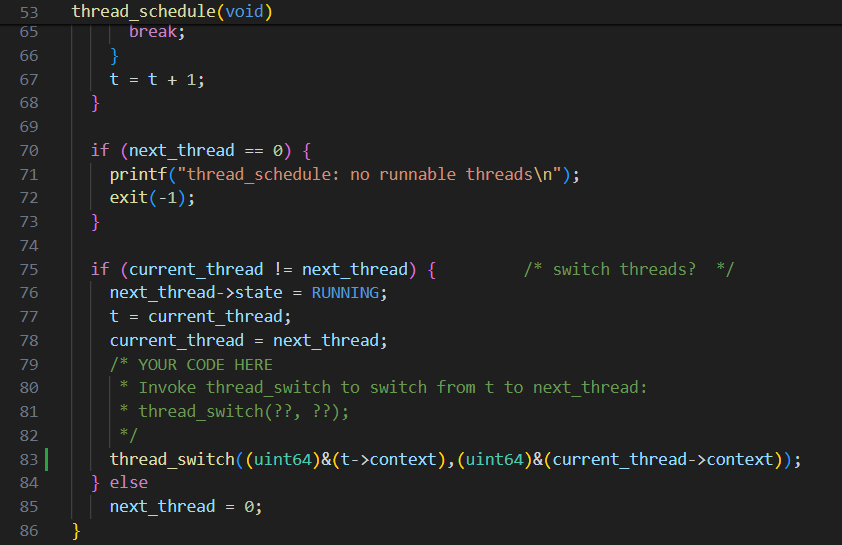 53 thread_schedule(void)
65 break;
66 }
67 t = t + 1;
68 }
69
70 if (next_thread == 0) {
71 printf("thread_schedule: no runnable threads\n");
72 exit(-1);
73 }
74
75 if (current_thread != next_thread) { /* switch threads? */
76 next_thread->state = RUNNING;
77 t = current_thread;
78 current_thread = next_thread;
79 /* YOUR CODE HERE
80 * Invoke thread_switch to switch from t to next_thread:
81 * thread_switch(??, ??);
82 */
83 thread_switch((uint64)&(t->context),(uint64)&(current_thread->context));
84 } else
85 next_thread = 0;
86 }